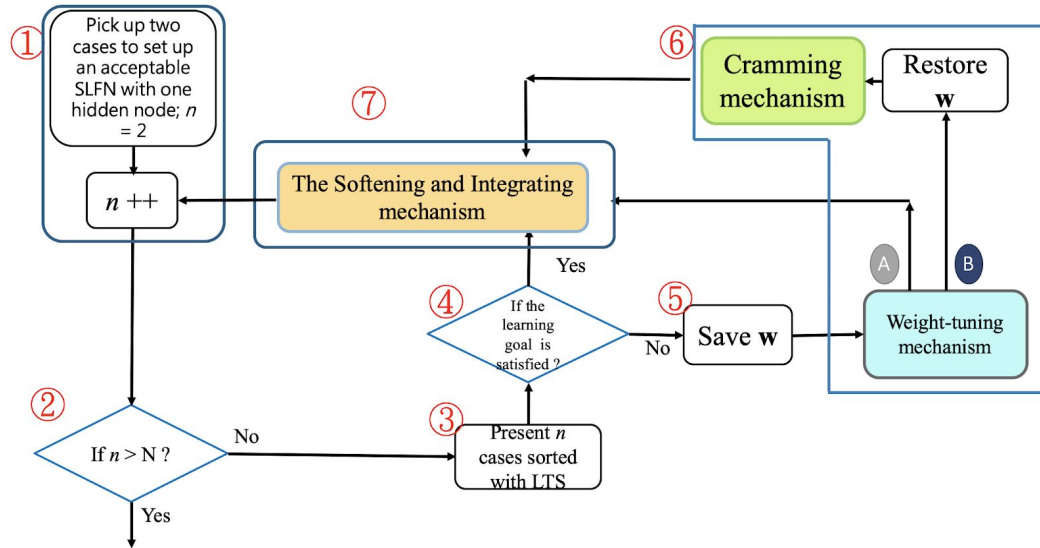 ①
Pick up two
cases to set up
an acceptable
SLFN with one
hidden node; n
= 2
n ++
②
If n > N ?
No
Yes
③
Present n
cases sorted
with LTS
④
If the
learning
goal is
satisfied ?
Yes
No
⑤
Save w
⑥
Cramming
mechanism
Restore
w
A
B
Weight-tuning
mechanism
⑦
The Softening and Integrating
mechanism